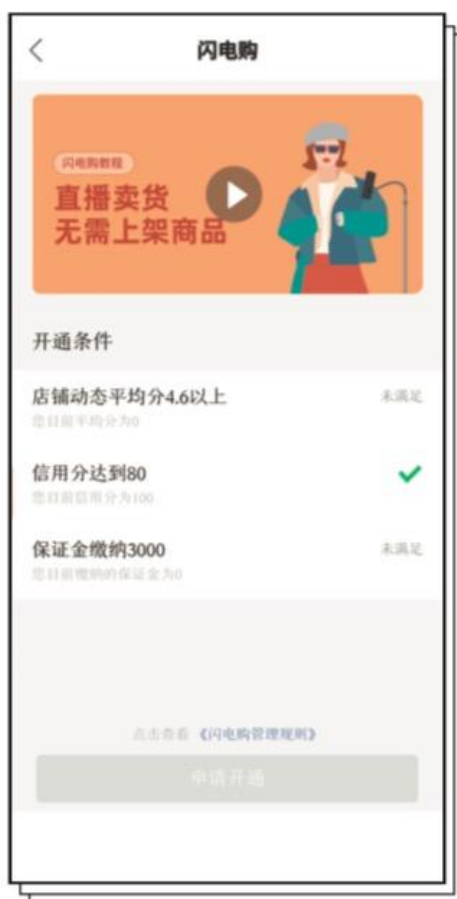 闪电购
闪电购教程
直播卖货
无需上架商品
开通条件
店铺动态平均分4.6以上
未满足
您目前平均分为0
信用分达到80
您目前信用分为100
保证金缴纳3000
未满足
您目前缴纳的保证金为0
点击查看 《闪电购管理规则》
申请开通